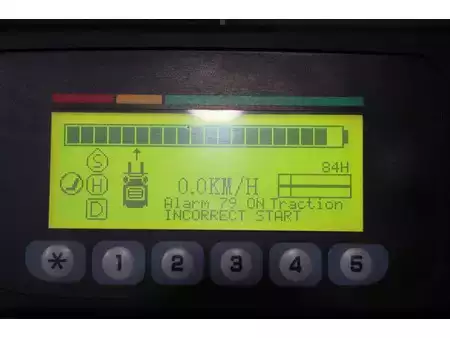 84H
S
H
0.0KM/H
D
Alarm 79 ON Traction
INCORRECT START
* 1 2 3 4 5